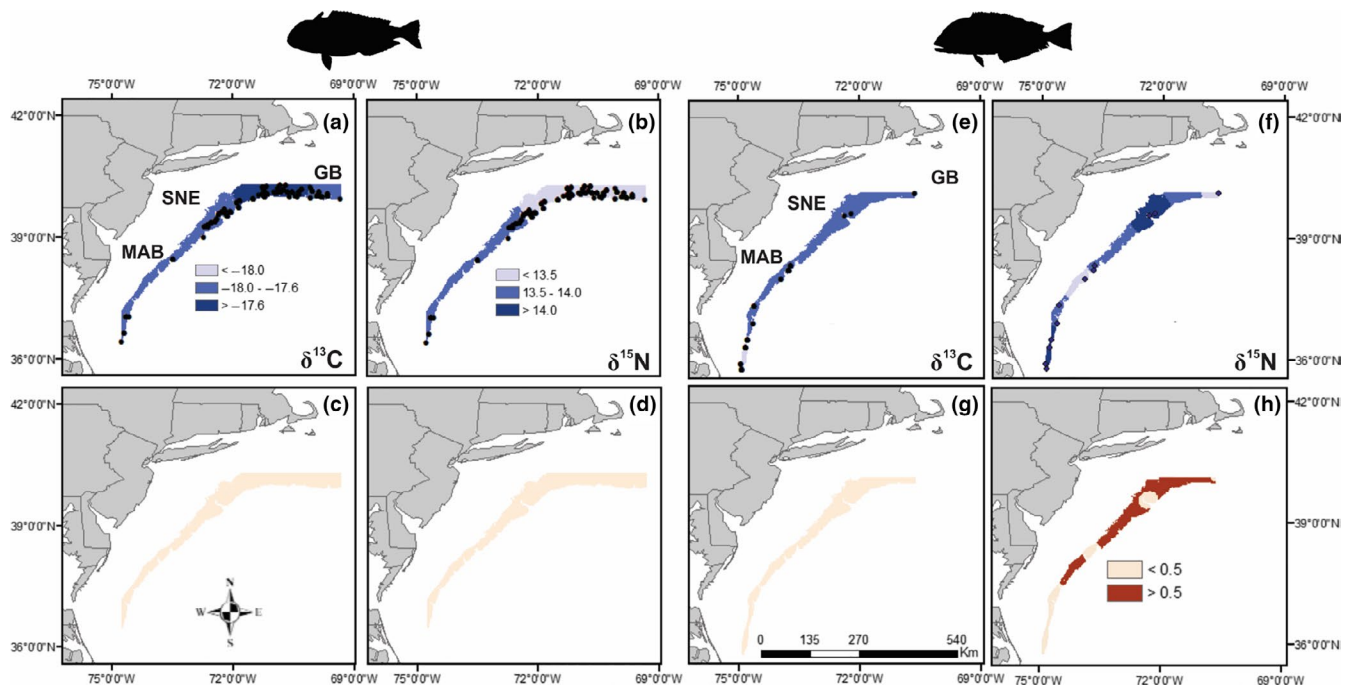 75°0'0"W 72°0'0"W 69°0'0"W
75°0'0"W 72°0'0"W 69°0'0"W
75°0'0"W 72°0'0"W 69°0'0"W
75°0'0"W 72°0'0"W 69°0'0"W
42°0'0"N
39°0'0"N
36°0'0"N
(a)
GB
SNE
MAB
< –18.0
–18.0 - –17.6
> –17.6
δ13C
(b)
< 13.5
13.5 - 14.0
> 14.0
δ15N
(e)
GB
SNE
MAB
δ13C
(f)
δ15N
42°0'0"N
39°0'0"N
36°0'0"N
42°0'0"N
39°0'0"N
36°0'0"N
(c)
N
W E
S
(d)
(g)
0 135 270 540
Km
(h)
< 0.5
> 0.5
42°0'0"N
39°0'0"N
36°0'0"N
75°0'0"W 72°0'0"W 69°0'0"W
75°0'0"W 72°0'0"W 69°0'0"W
75°0'0"W 72°0'0"W 69°0'0"W
75°0'0"W 72°0'0"W 69°0'0"W